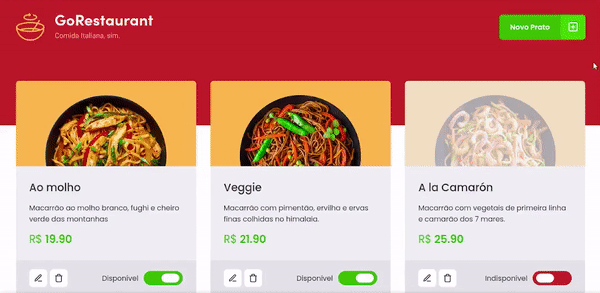 GoRestaurant
Comida Italiana, sim.
Novo Prato
Ao molho
Macarrão ao molho branco, fughi e cheiro
verde das montanhas
R$ 19.90
Disponível
Veggie
Macarrão com pimentão, ervilha e ervas
finas colhidas no himalaia.
R$ 21.90
Disponível
A la Camarón
Macarrão com vegetais de primeira linha
e camarão dos 7 mares.
R$ 25.90
Indisponível